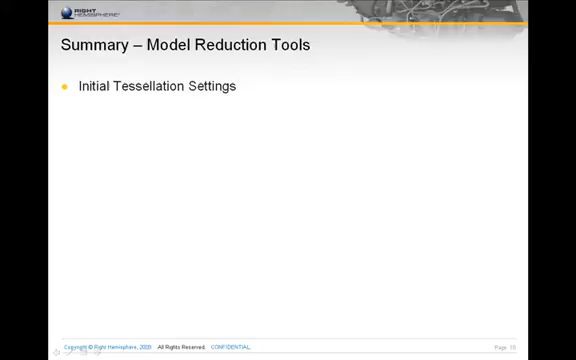 RIGHT
HEMISPHERE
Summary – Model Reduction Tools
Initial Tessellation Settings
Copyright © Right Hemisphere, 2009. All Rights Reserved. CONFIDENTIAL
Page